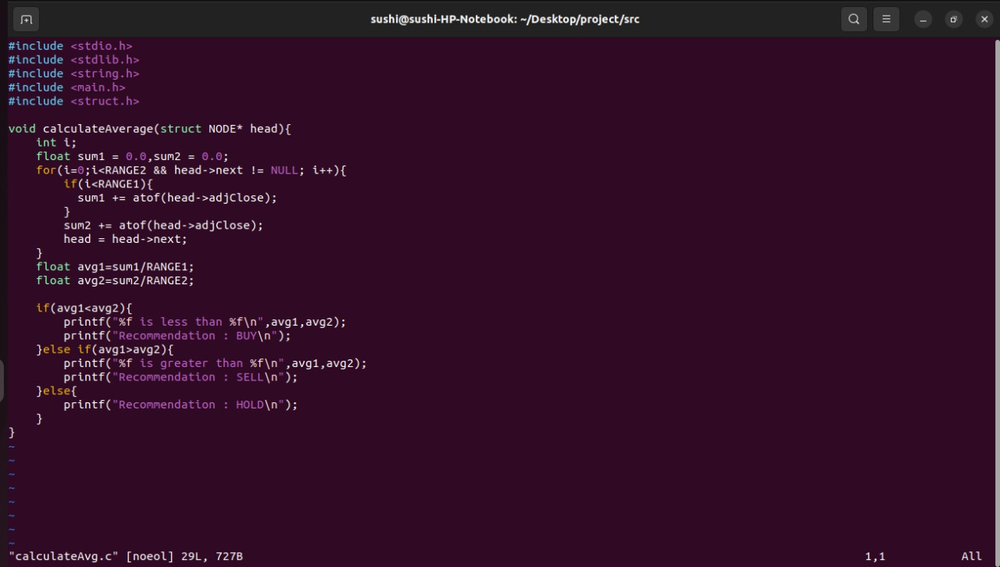 sushi@sushi-HP-Notebook: ~/Desktop/project/src
#include <stdio.h>
#include <stdlib.h>
#include <string.h>
#include <main.h>
#include <struct.h>

void calculateAverage(struct NODE* head){
    int i;
    float sum1 = 0.0,sum2 = 0.0;
    for(i=0;i<RANGE2 && head->next != NULL; i++){
        if(i<RANGE1){
          sum1 += atof(head->adjClose);
        }
        sum2 += atof(head->adjClose);
        head = head->next;
    }
    float avg1=sum1/RANGE1;
    float avg2=sum2/RANGE2;

    if(avg1<avg2){
        printf("%f is less than %f\n",avg1,avg2);
        printf("Recommendation : BUY\n");
    }else if(avg1>avg2){
        printf("%f is greater than %f\n",avg1,avg2);
        printf("Recommendation : SELL\n");
    }else{
        printf("Recommendation : HOLD\n");
    }
}
~
~
~
~
~
~
~
~
"calculateAvg.c" [noeol] 29L, 727B 1,1 All